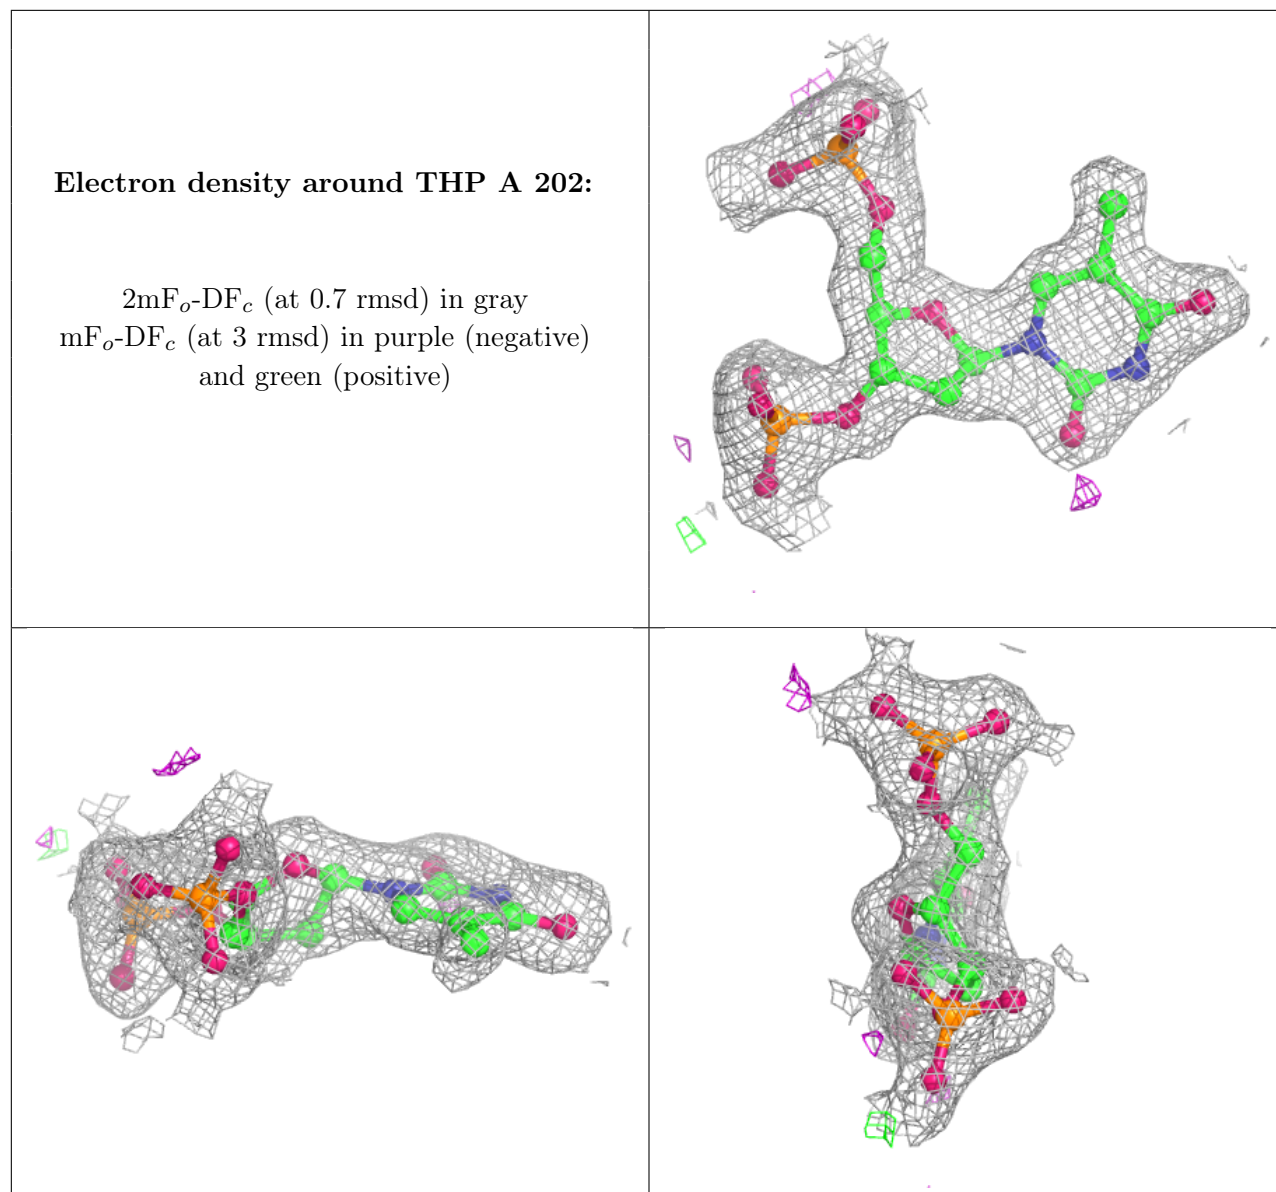 Electron density around THP A 202:
2mFo-DFc (at 0.7 rmsd) in gray
mFo-DFc (at 3 rmsd) in purple (negative)
and green (positive)